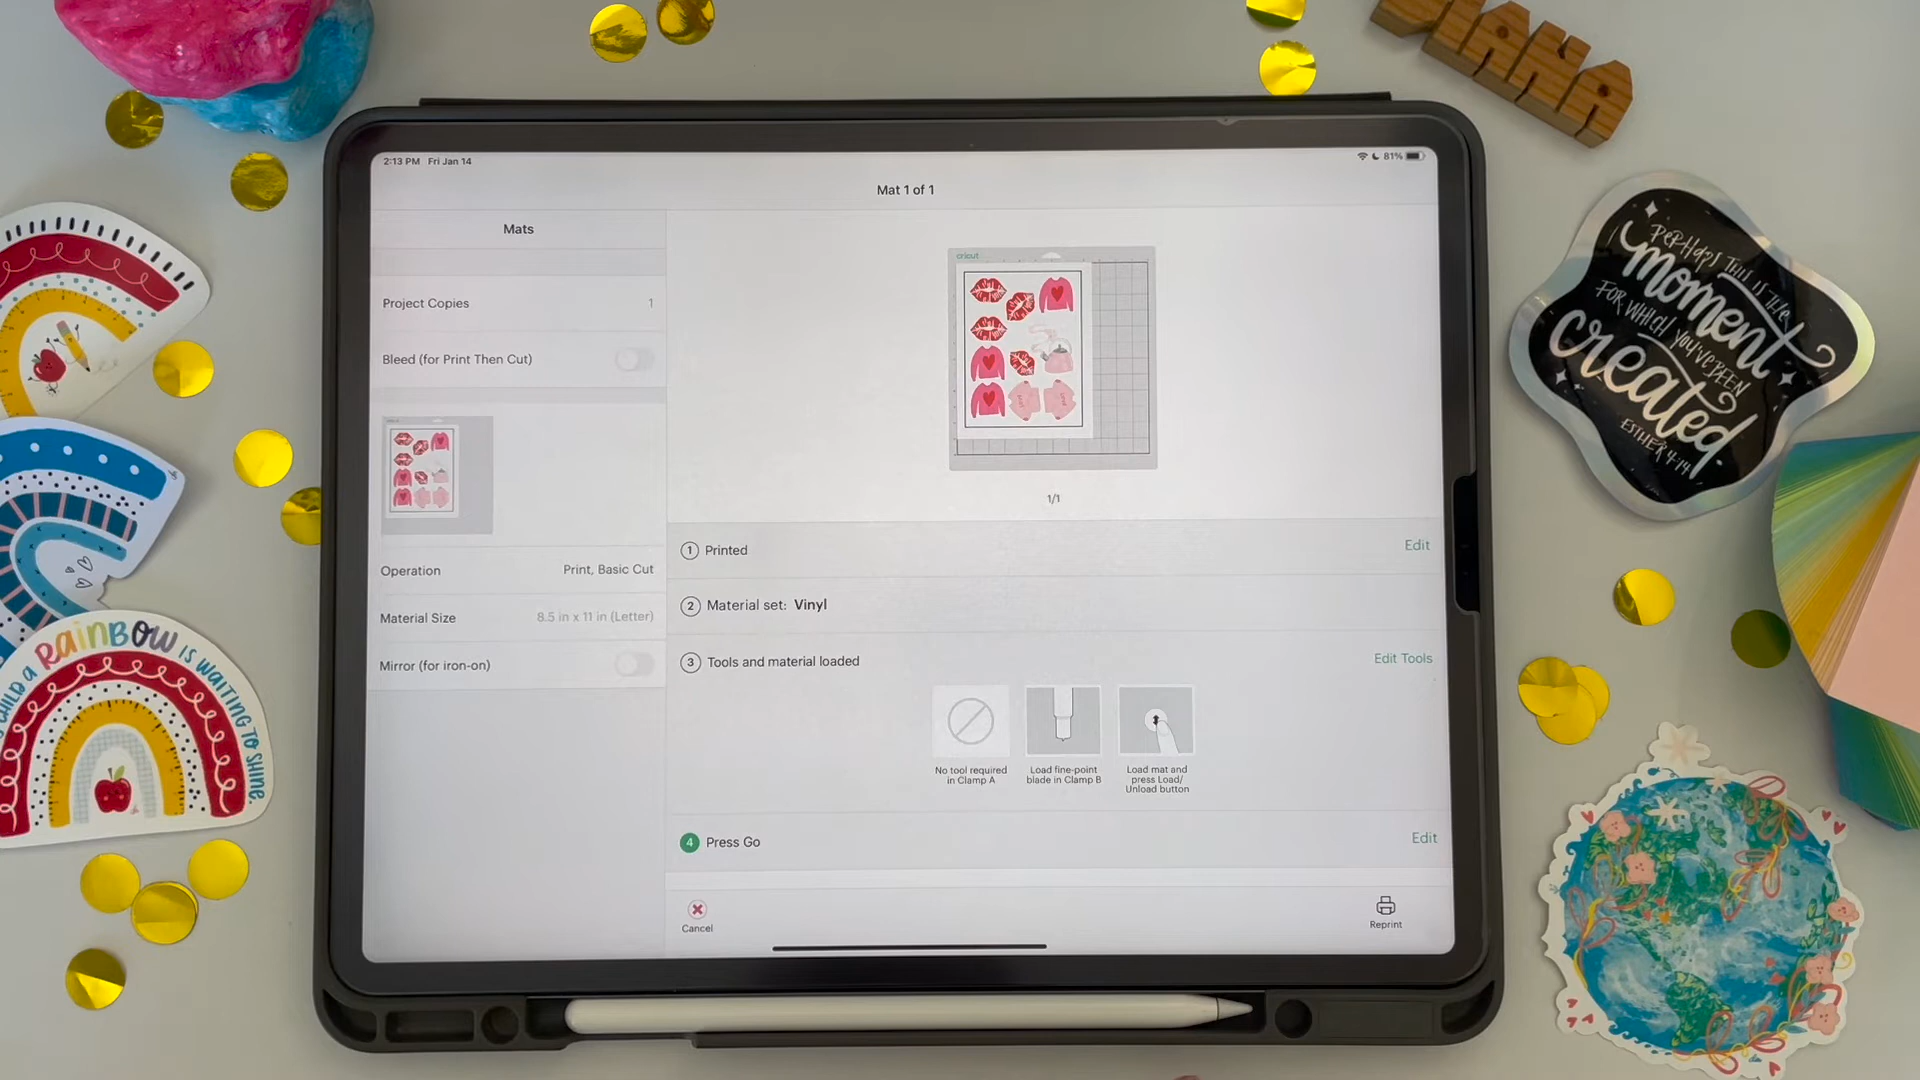 2:13 PM Fri Jan 14
81%
Mat 1 of 1
Mats
Project Copies 1
Bleed (for Print Then Cut)
Operation Print, Basic Cut
Material Size 8.5 in x 11 in (Letter)
Mirror (for iron-on)
cricut
1/1
1 Printed Edit
2 Material set: Vinyl
3 Tools and material loaded Edit Tools
No tool required
in Clamp A
Load fine-point
blade in Clamp B
Load mat and
press Load/
Unload button
4 Press Go Edit
Cancel
Reprint
PERHAPS THIS IS THE
moment
FOR WHICH YOU'VE BEEN
created.
ESTHER 4:14
CHILD A RAINBOW IS WAITING TO SHINE.